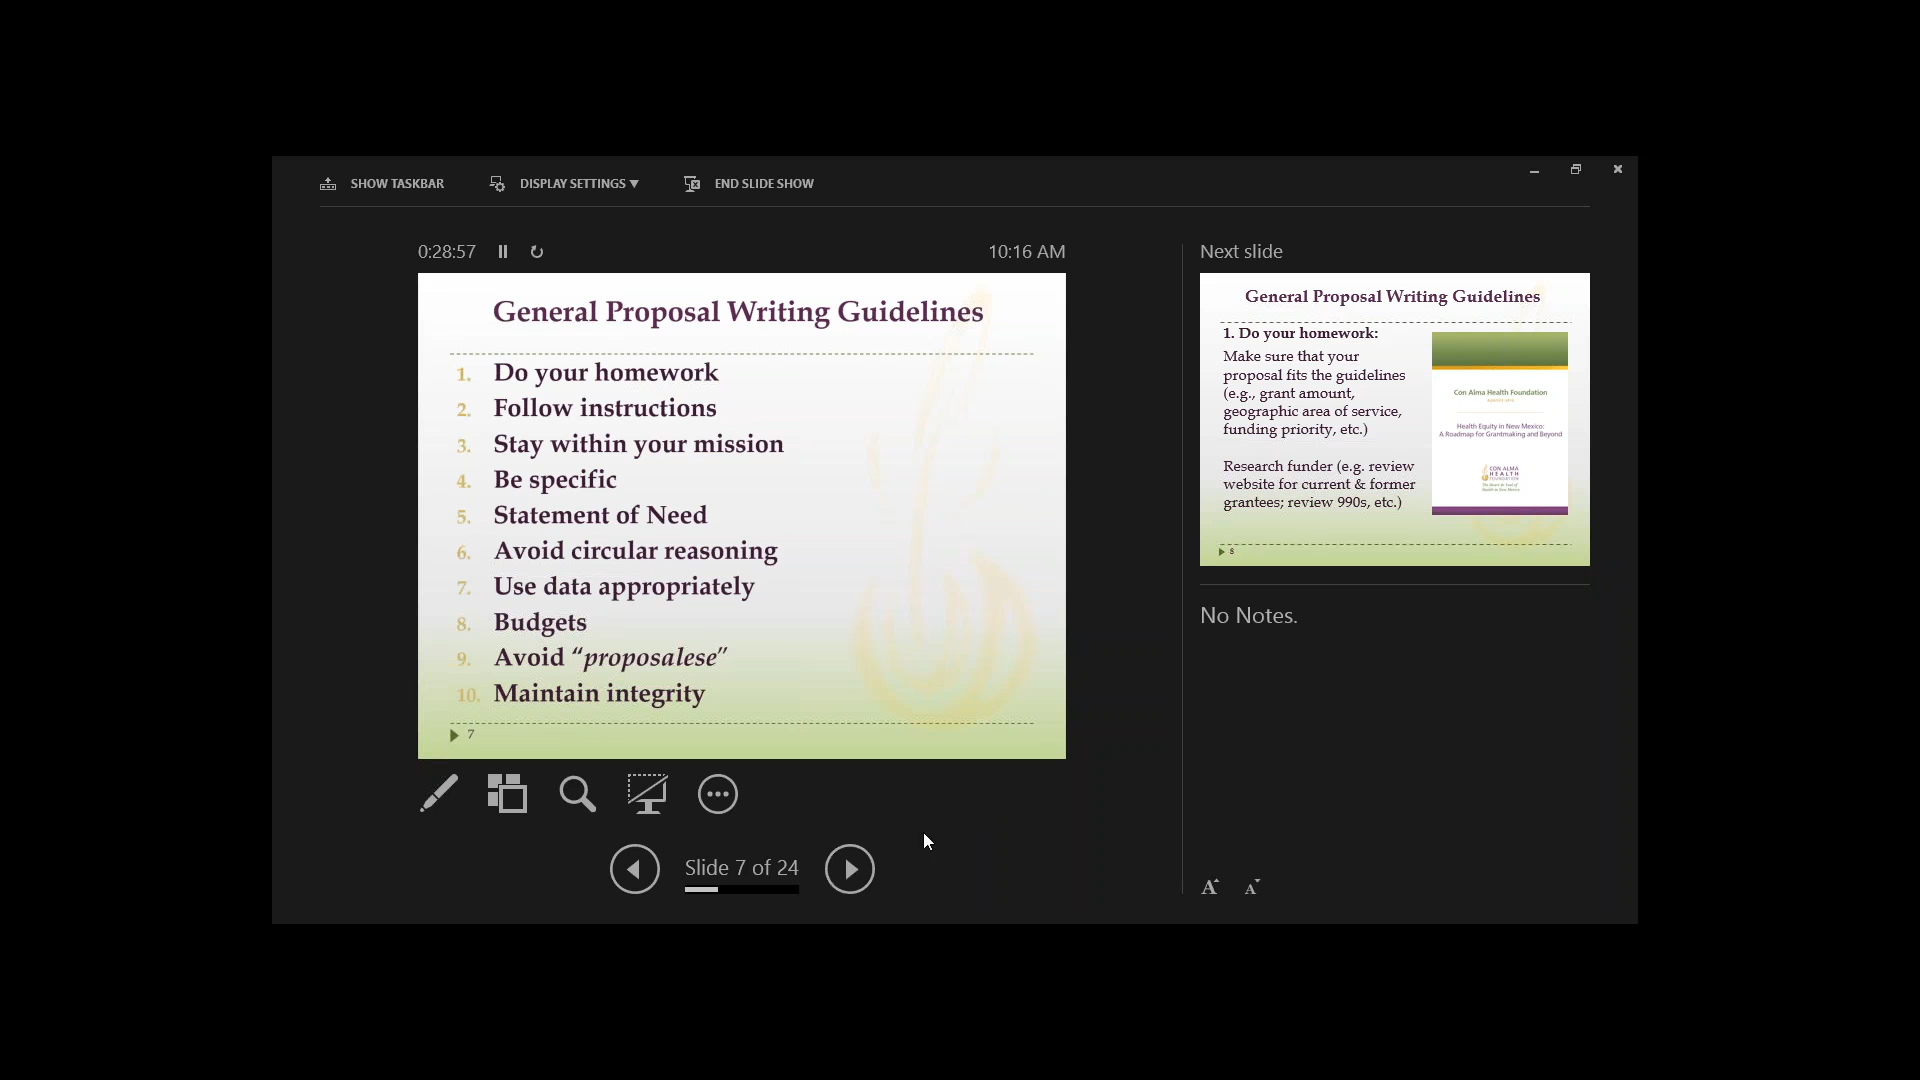 SHOW TASKBAR
DISPLAY SETTINGS ▼
END SLIDE SHOW
0:28:57
10:16 AM
General Proposal Writing Guidelines
1. Do your homework
2. Follow instructions
3. Stay within your mission
4. Be specific
5. Statement of Need
6. Avoid circular reasoning
7. Use data appropriately
8. Budgets
9. Avoid “proposalese”
10. Maintain integrity
7
Slide 7 of 24
Next slide
General Proposal Writing Guidelines
1. Do your homework:
Make sure that your
proposal fits the guidelines
(e.g., grant amount,
geographic area of service,
funding priority, etc.)
Research funder (e.g. review
website for current & former
grantees; review 990s, etc.)
Con Alma Health Foundation
Health Equity in New Mexico:
A Roadmap for Grantmaking and Beyond
CON ALMA
HEALTH
FOUNDATION
8
No Notes.
A A